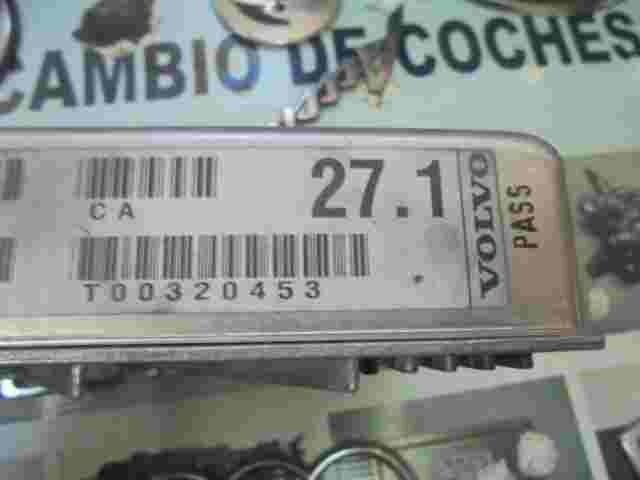 CAMBIO DE COCHES
CA
27.1
VOLVO
PASS
T00320453